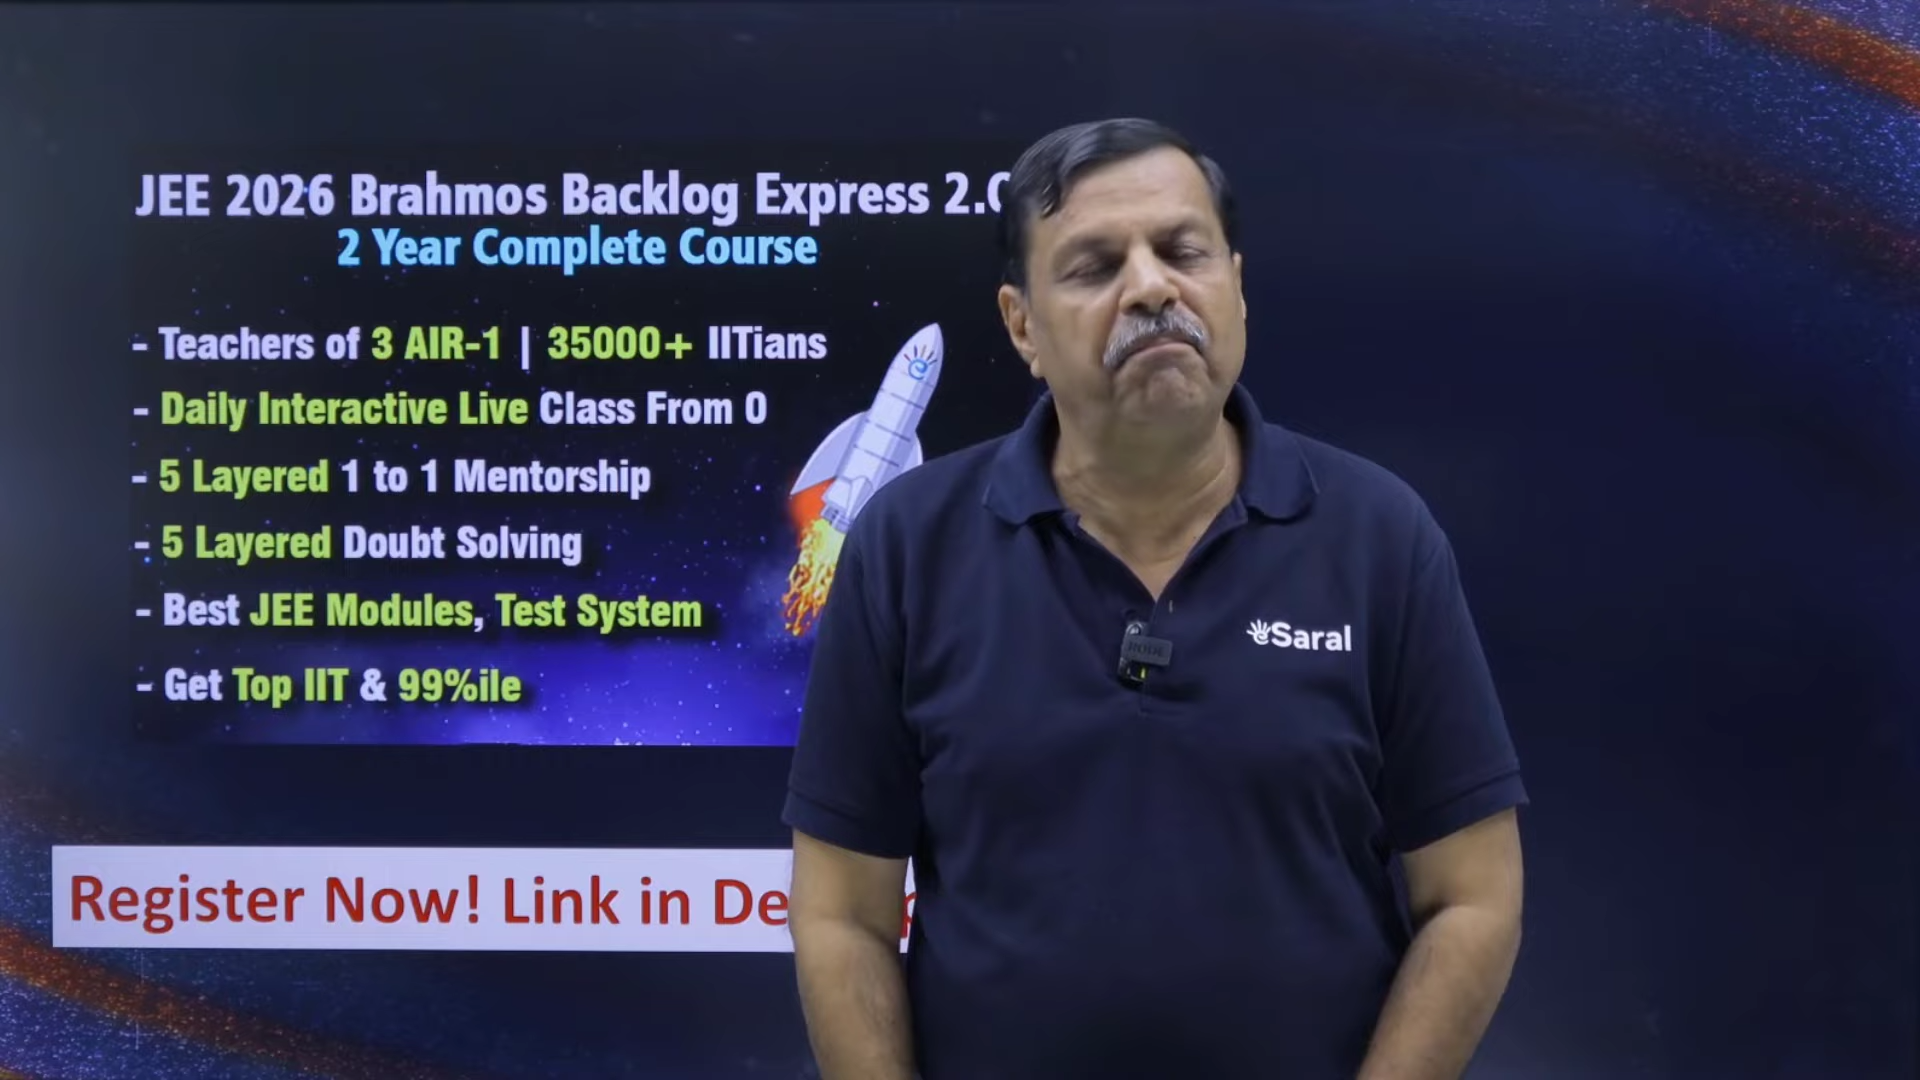 JEE 2026 Brahmos Backlog Express 2.0
2 Year Complete Course
- Teachers of 3 AIR-1 | 35000+ IITians
- Daily Interactive Live Class From 0
- 5 Layered 1 to 1 Mentorship
- 5 Layered Doubt Solving
- Best JEE Modules, Test System
- Get Top IIT & 99%ile
Register Now! Link in De
eSaral
RODE